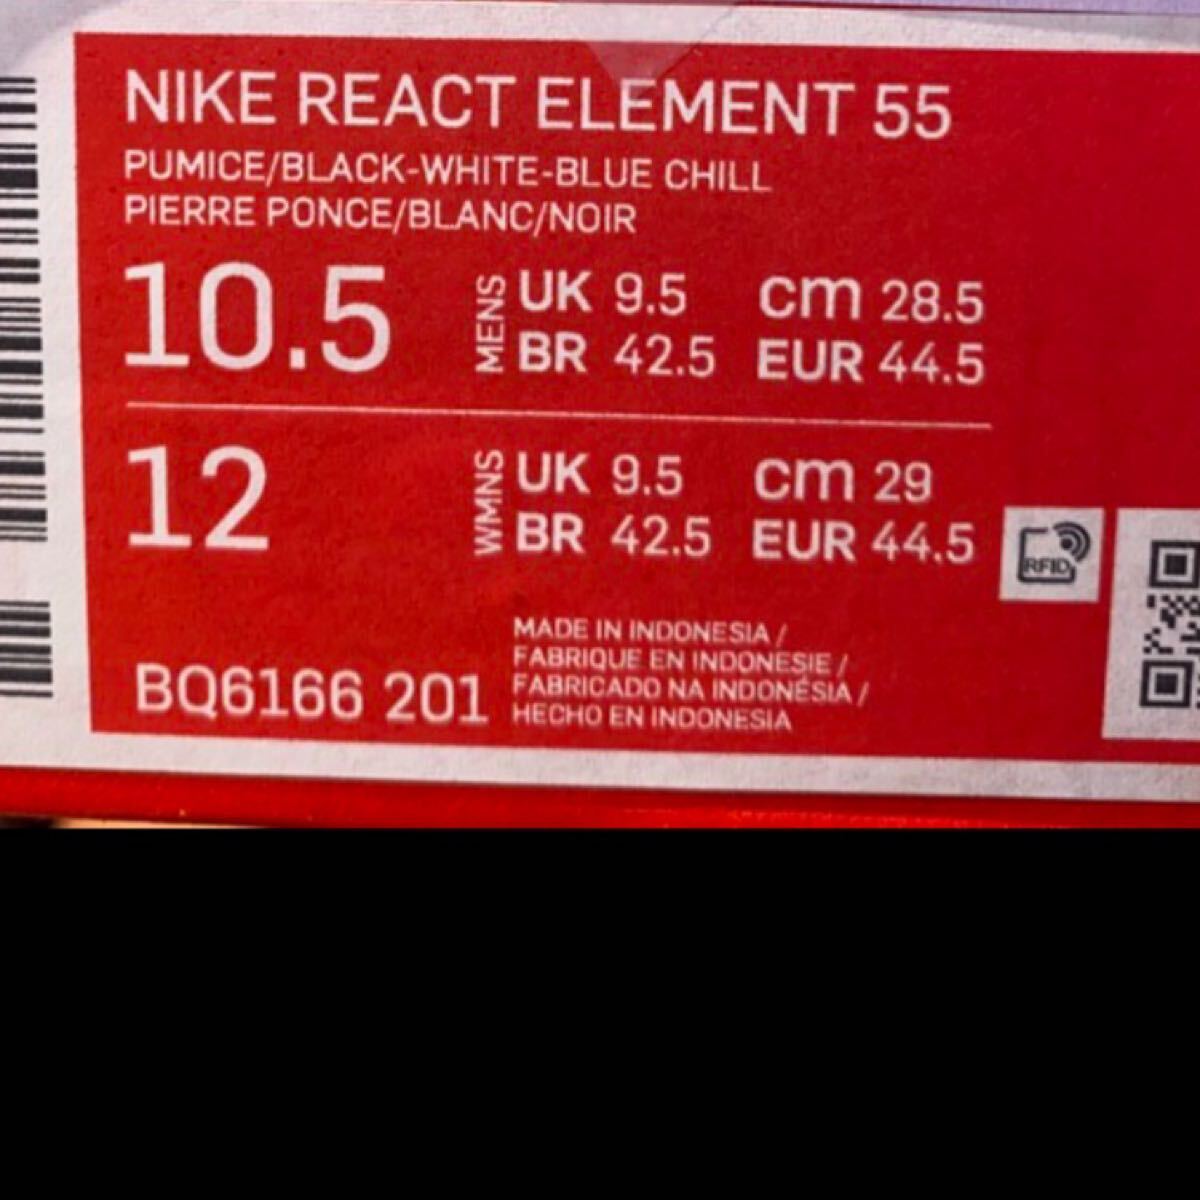 NIKE REACT ELEMENT 55
PUMICE/BLACK-WHITE-BLUE CHILL
PIERRE PONCE/BLANC/NOIR
10.5 MENS UK 9.5 cm 28.5
BR 42.5 EUR 44.5
12 WMNS UK 9.5 cm 29
BR 42.5 EUR 44.5
RFID
MADE IN INDONESIA /
FABRIQUE EN INDONESIE /
FABRICADO NA INDONÉSIA /
HECHO EN INDONESIA
BQ6166 201